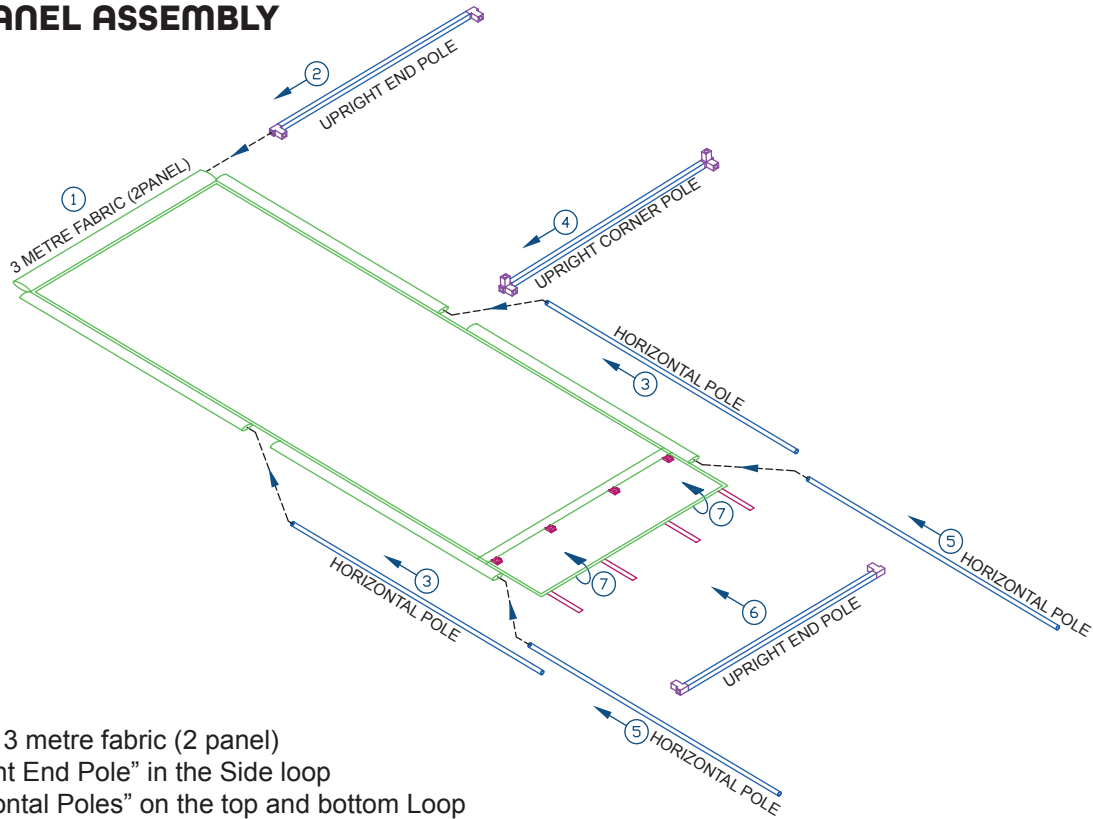 ANEL ASSEMBLY
2
UPRIGHT END POLE
1
3 METRE FABRIC (2PANEL)
4
UPRIGHT CORNER POLE
HORIZONTAL POLE
3
7
5
HORIZONTAL POLE
3
HORIZONTAL POLE
7
6
UPRIGHT END POLE
5
HORIZONTAL POLE
3 metre fabric (2 panel)
nt End Pole” in the Side loop
ontal Poles” on the top and bottom Loop